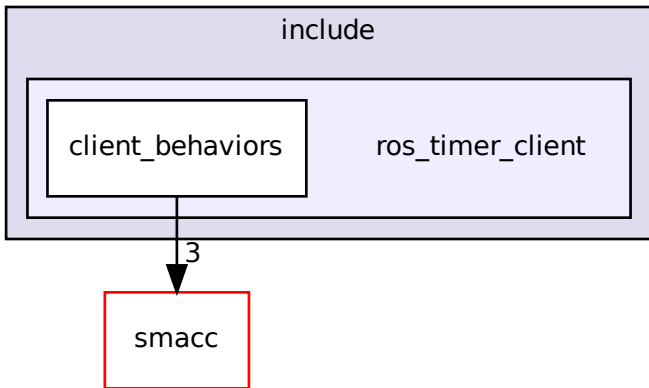 include
client_behaviors
ros_timer_client
3
smacc